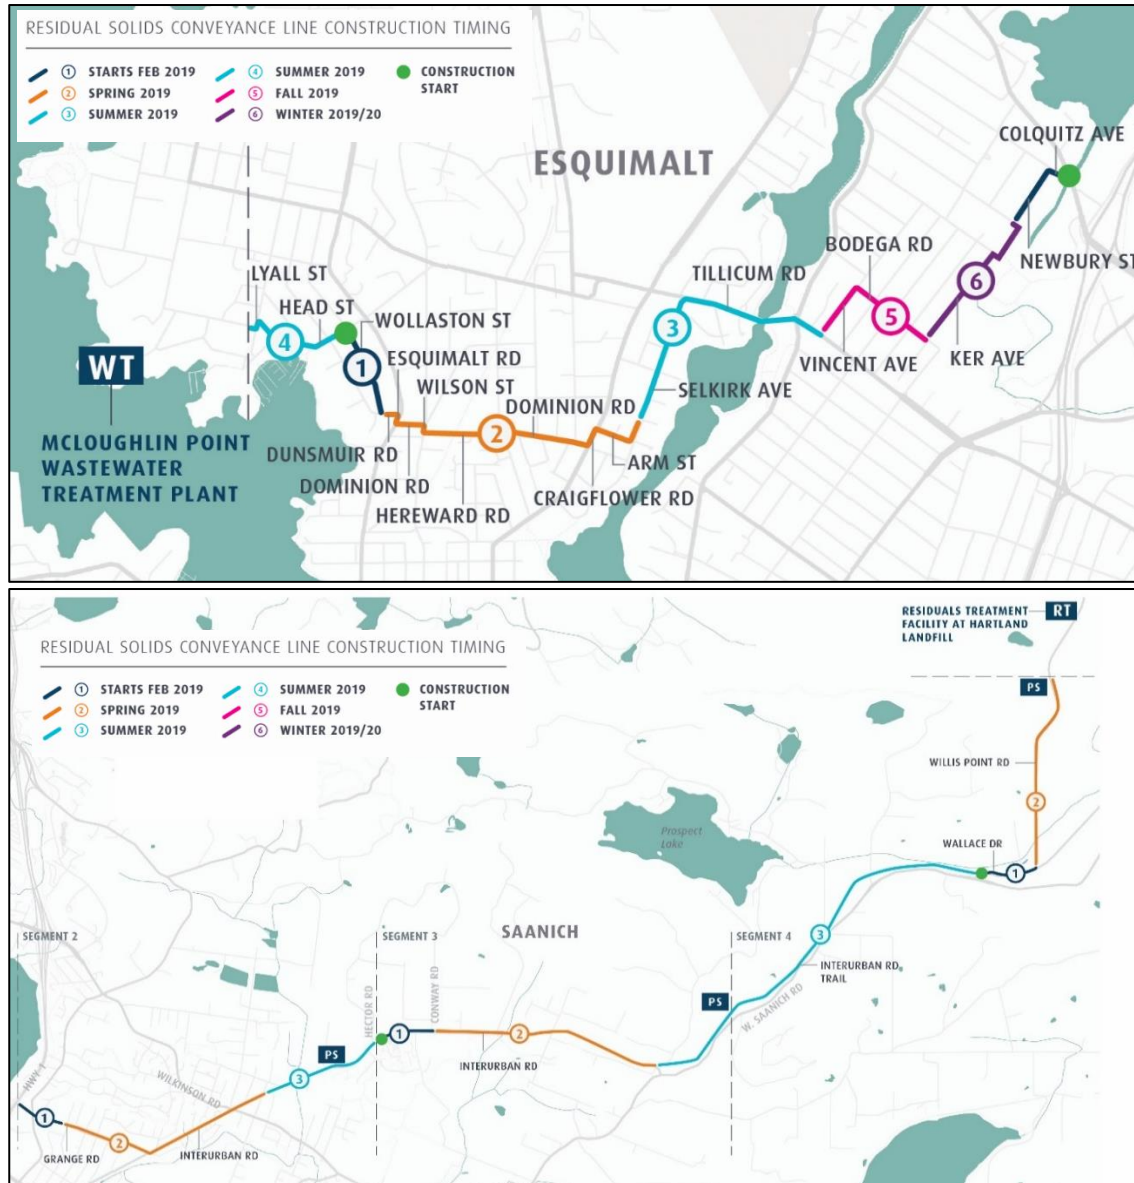 RESIDUAL SOLIDS CONVEYANCE LINE CONSTRUCTION TIMING
1 STARTS FEB 2019
2 SPRING 2019
3 SUMMER 2019
4 SUMMER 2019
5 FALL 2019
6 WINTER 2019/20
CONSTRUCTION
START
COLQUITZ AVE
ESQUIMALT
BODEGA RD
NEWBURY ST
TILLICUM RD
LYALL ST
6
HEAD ST
WOLLASTON ST
5
3
4
VINCENT AVE
KER AVE
WT
1
ESQUIMALT RD
WILSON ST
SELKIRK AVE
DOMINION RD
2
MCLOUGHLIN POINT
WASTEWATER
TREATMENT PLANT
DUNSMUIR RD
DOMINION RD
HEREWARD RD
ARM ST
CRAIGFLOWER RD
RESIDUALS TREATMENT
FACILITY AT HARTLAND
LANDFILL
RT
RESIDUAL SOLIDS CONVEYANCE LINE CONSTRUCTION TIMING
1 STARTS FEB 2019
2 SPRING 2019
3 SUMMER 2019
4 SUMMER 2019
5 FALL 2019
6 WINTER 2019/20
CONSTRUCTION
START
PS
WILLIS POINT RD
2
Prospect
Lake
WALLACE DR
1
SEGMENT 2
SEGMENT 3
SAANICH
SEGMENT 4
3
INTERURBAN RD
TRAIL
W. SAANICH RD
PS
HECTOR RD
CONWAY RD
1
2
INTERURBAN RD
PS
3
HWY 1
WILKINSON RD
1
2
GRANGE RD
INTERURBAN RD